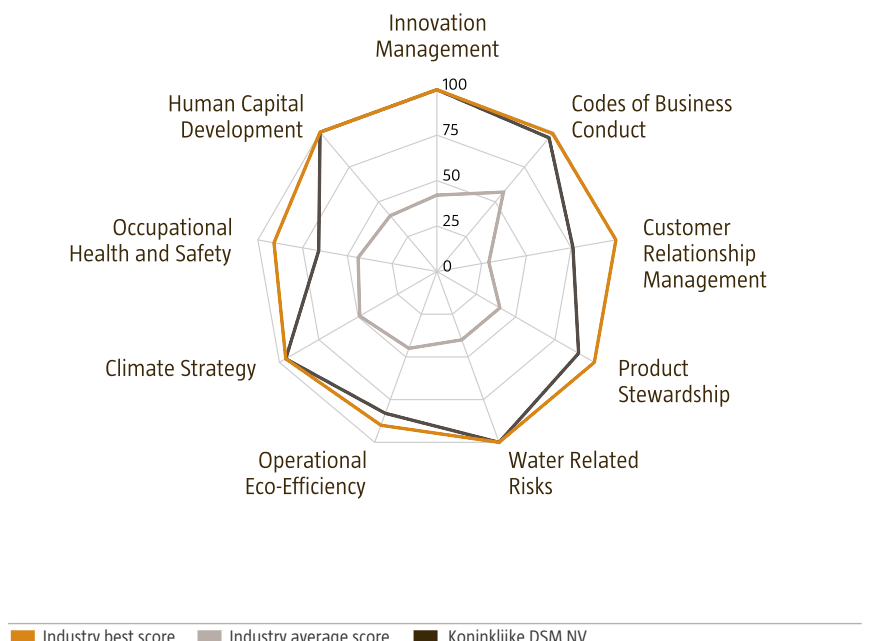 Innovation
Management
100
Human Capital
Development
Codes of Business
Conduct
75
50
25
0
Occupational
Health and Safety
Customer
Relationship
Management
Climate Strategy
Product
Stewardship
Operational
Eco-Efficiency
Water Related
Risks
Industry best score Industry average score Koninklijke DSM NV